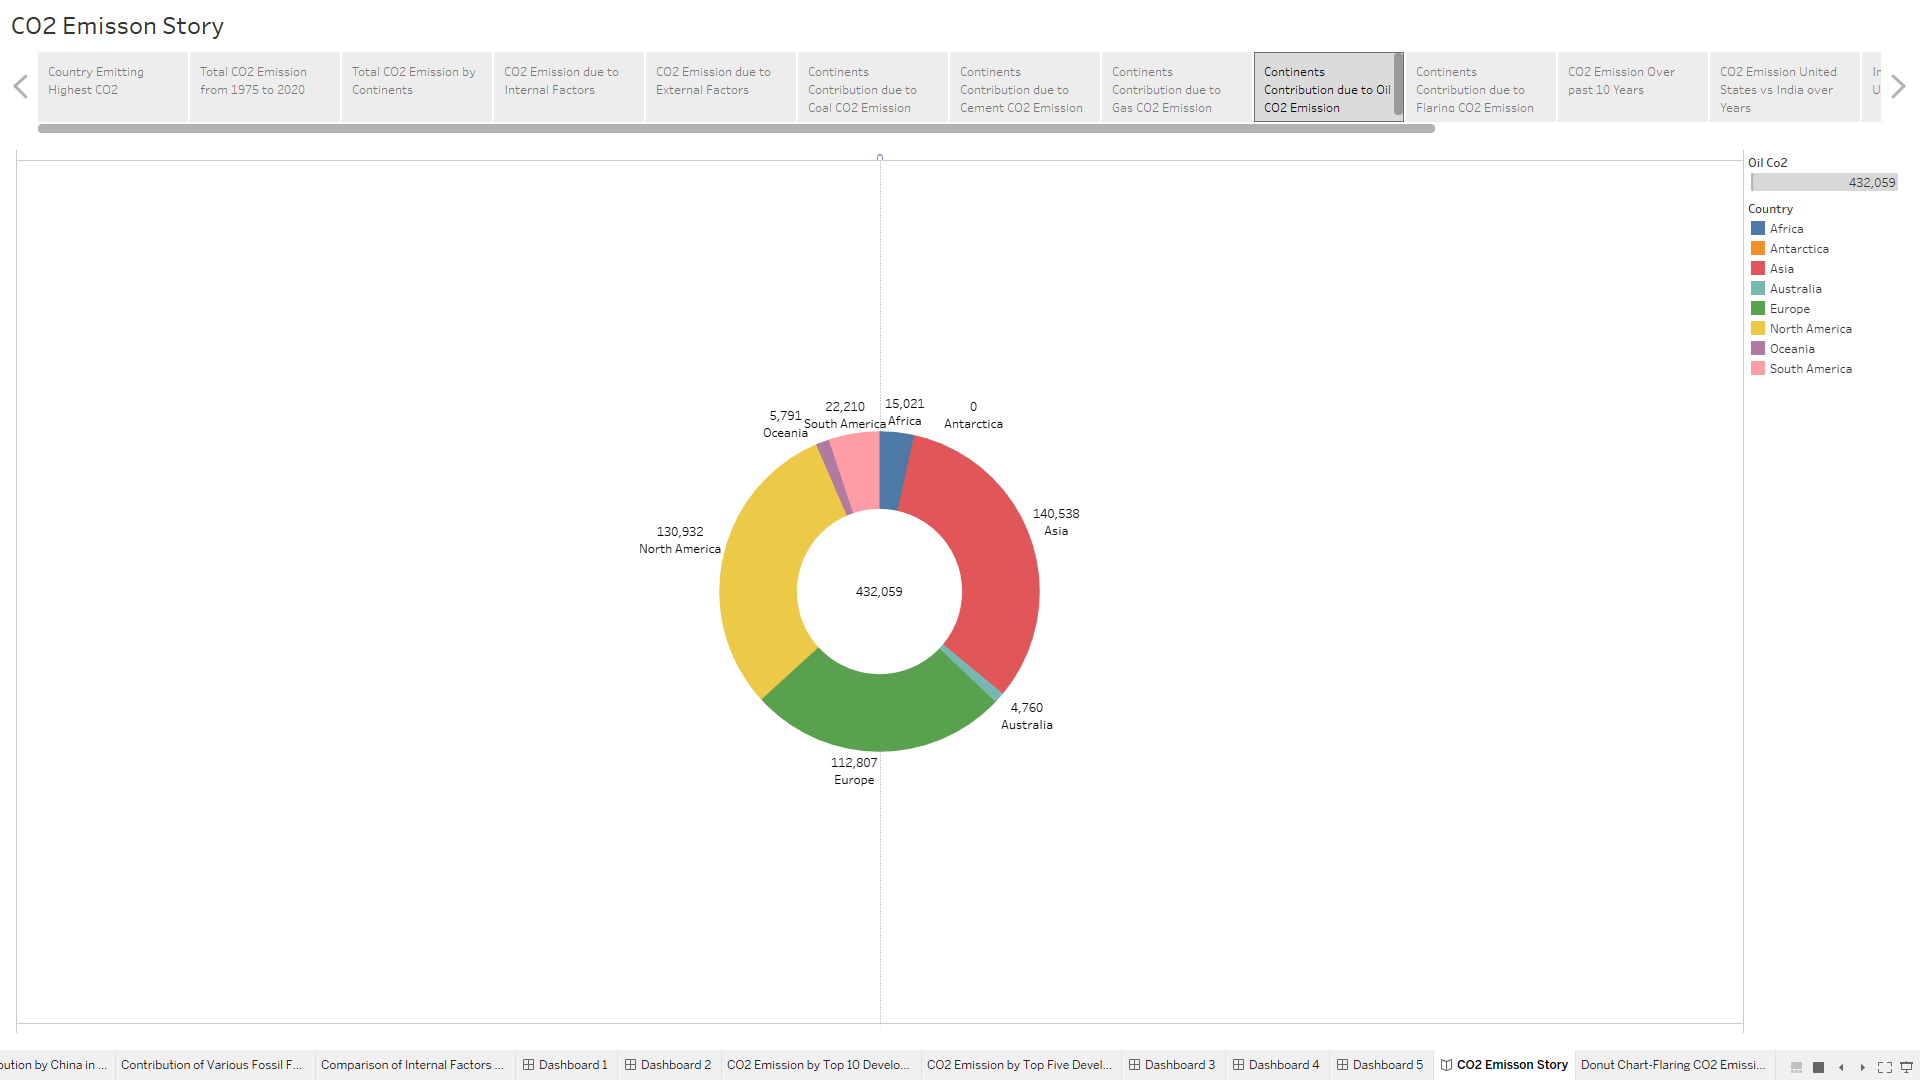 CO2 Emisson Story
Country Emitting
Highest CO2
Total CO2 Emission
from 1975 to 2020
Total CO2 Emission by
Continents
CO2 Emission due to
Internal Factors
CO2 Emission due to
External Factors
Continents
Contribution due to
Coal CO2 Emission
Continents
Contribution due to
Cement CO2 Emission
Continents
Contribution due to
Gas CO2 Emission
Continents
Contribution due to Oil
CO2 Emission
Continents
Contribution due to
Flaring CO2 Emission
CO2 Emission Over
past 10 Years
CO2 Emission United
States vs India over
Years
0
Oil Co2
432,059
Country
Africa
Antarctica
Asia
Australia
Europe
North America
Oceania
South America
5,791
Oceania
22,210
South America
15,021
Africa
0
Antarctica
140,538
Asia
130,932
North America
432,059
4,760
Australia
112,807
Europe
bution by China in ...
Contribution of Various Fossil F...
Comparison of Internal Factors ...
Dashboard 1
Dashboard 2
CO2 Emission by Top 10 Develo...
CO2 Emission by Top Five Devel...
Dashboard 3
Dashboard 4
Dashboard 5
CO2 Emisson Story
Donut Chart-Flaring CO2 Emissi...